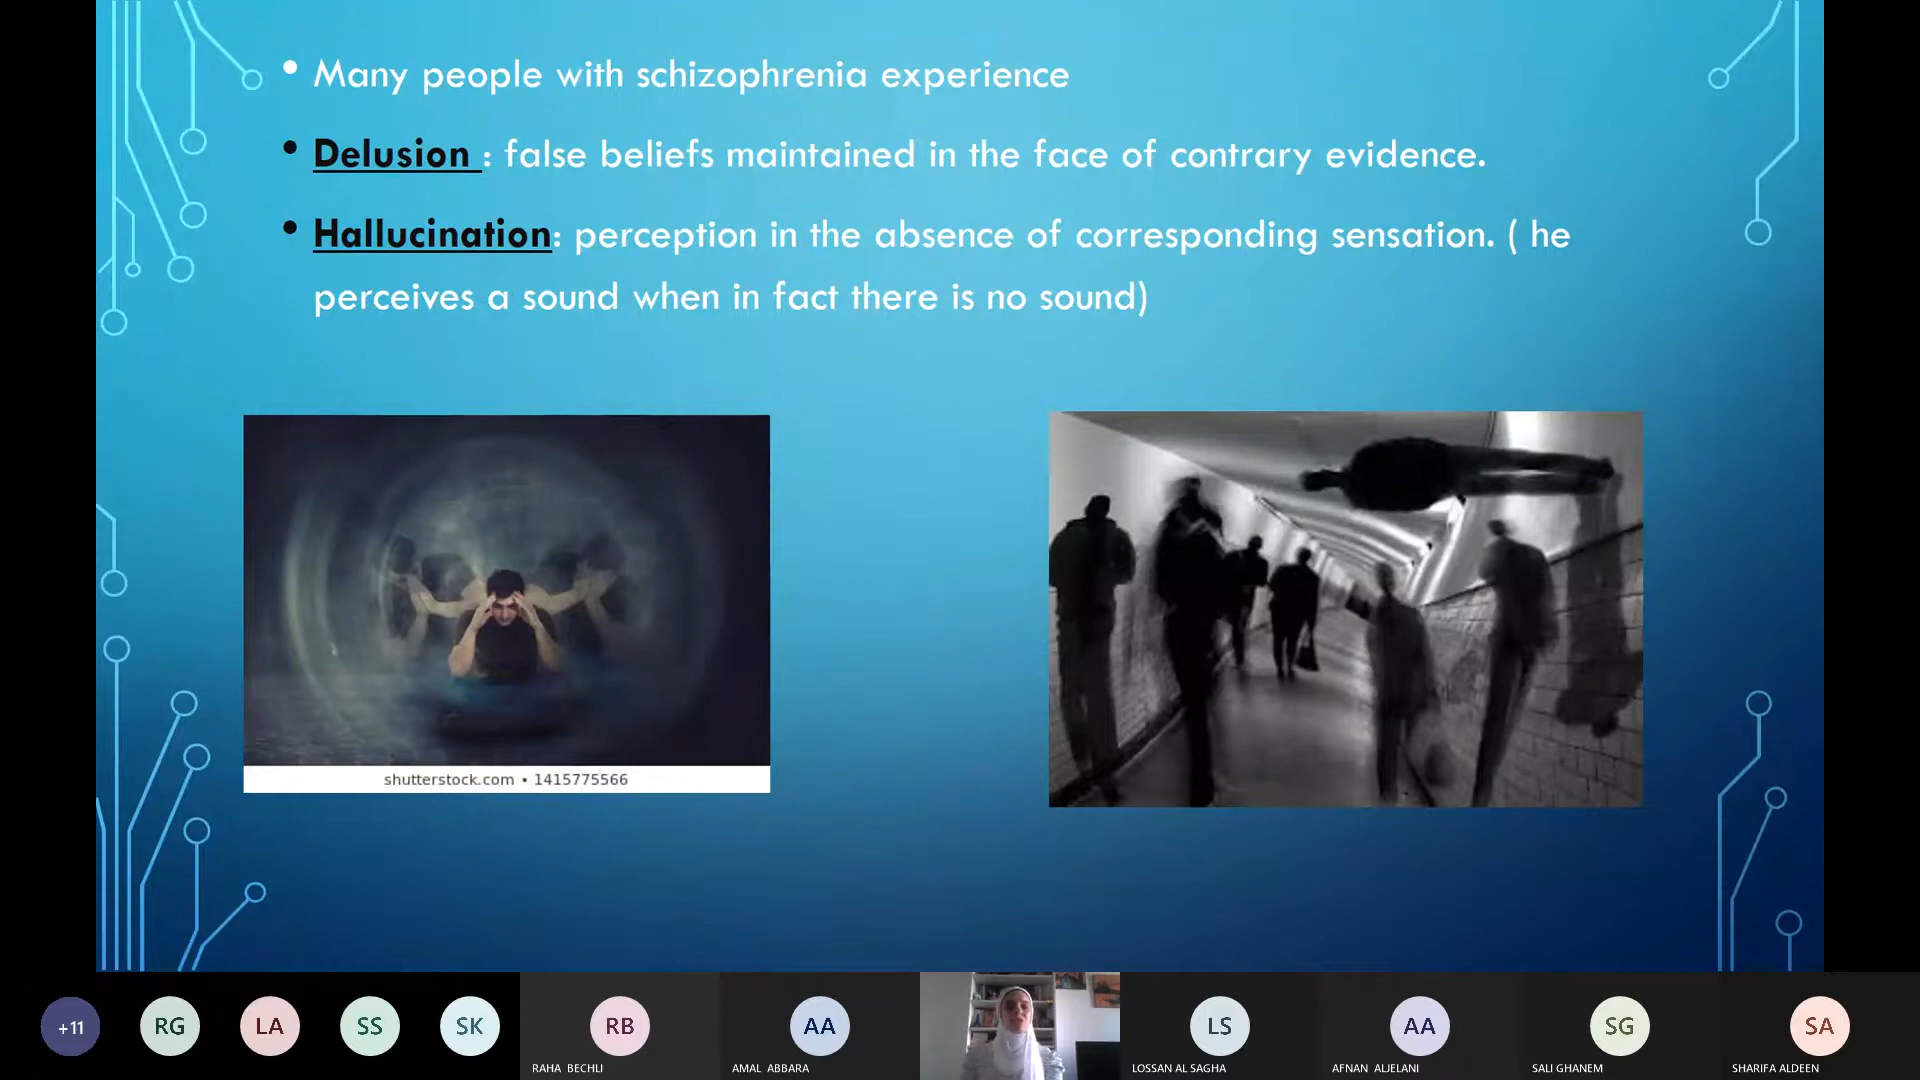 • Many people with schizophrenia experience
• Delusion : false beliefs maintained in the face of contrary evidence.
• Hallucination: perception in the absence of corresponding sensation. ( he
perceives a sound when in fact there is no sound)
shutterstock.com • 1415775566
+11
RG
LA
SS
SK
RB
AA
LS
AA
SG
SA
RAHA BECHLI
AMAL ABBARA
LOSSAN AL SAGHA
AFNAN ALJELANI
SALI GHANEM
SHARIFA ALDEEN